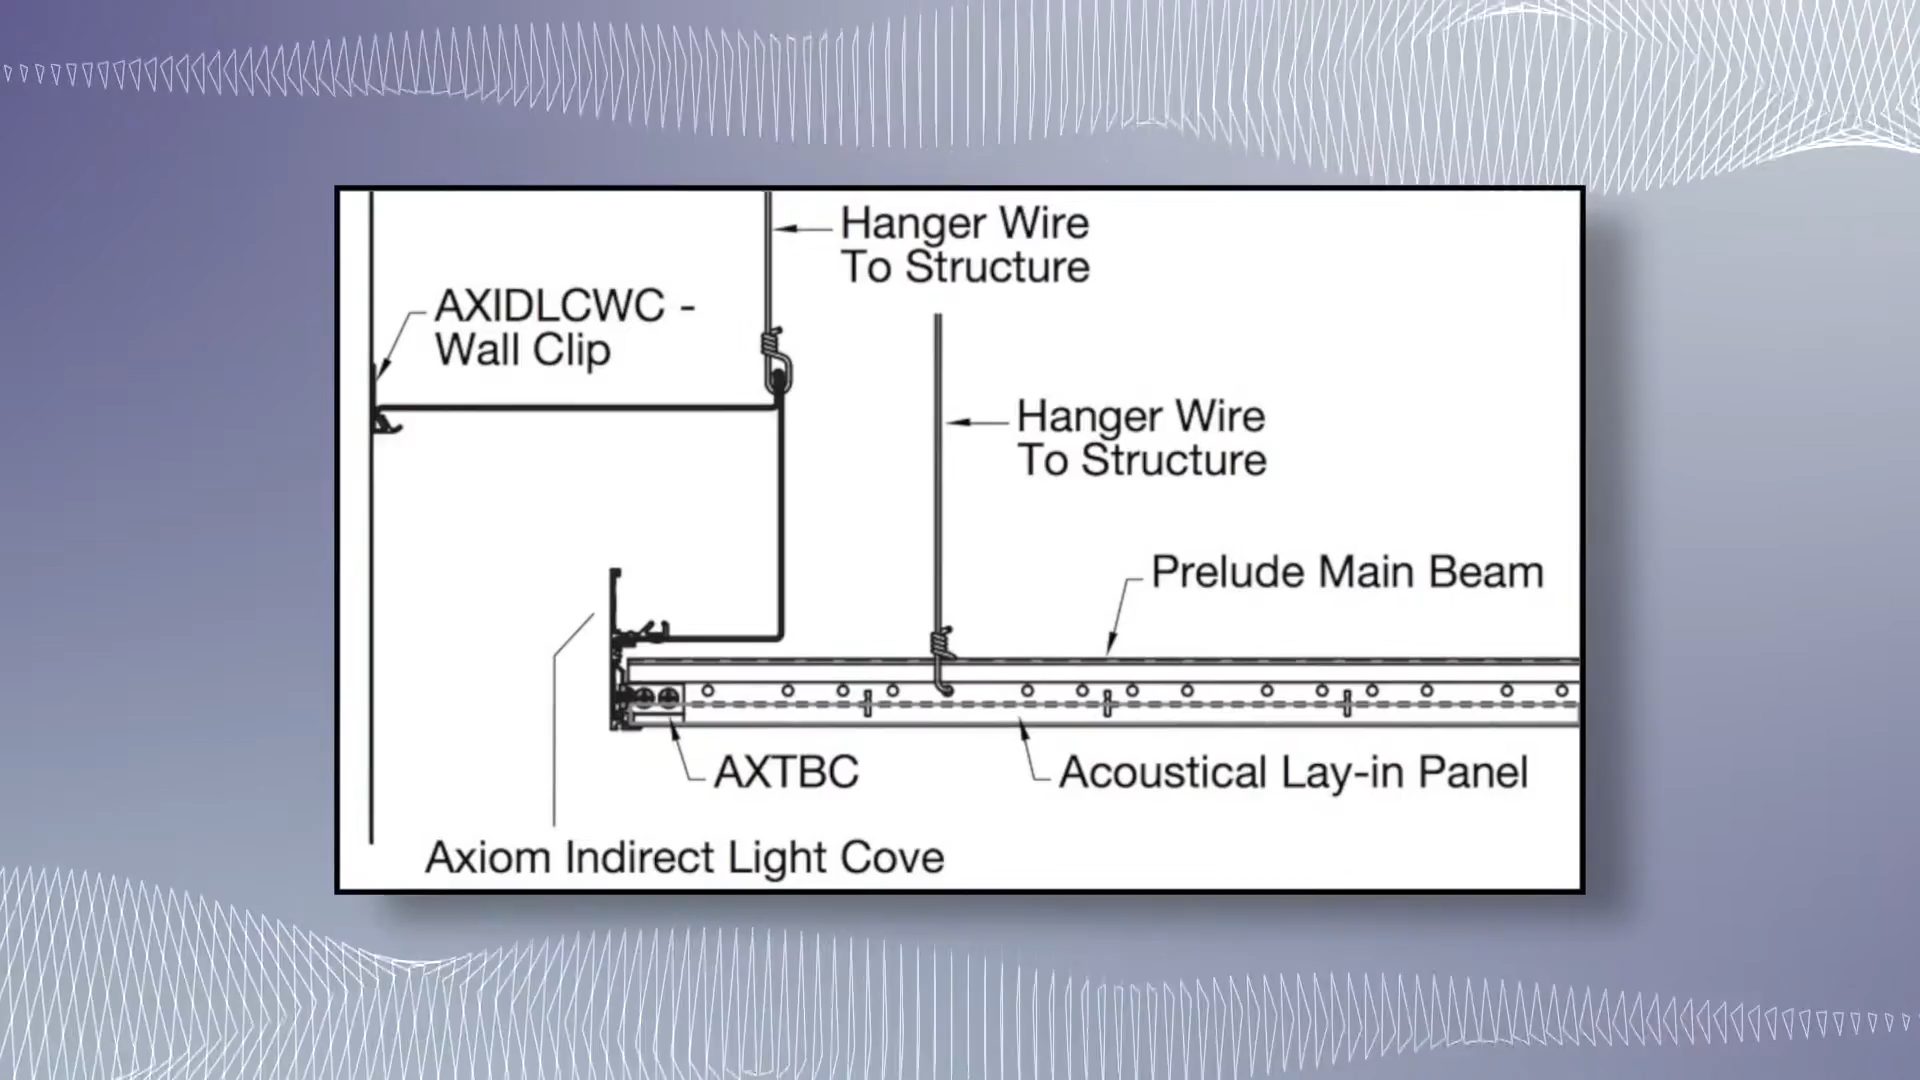 Hanger Wire
To Structure
AXIDLCWC -
Wall Clip
Hanger Wire
To Structure
Prelude Main Beam
AXTBC
Acoustical Lay-in Panel
Axiom Indirect Light Cove